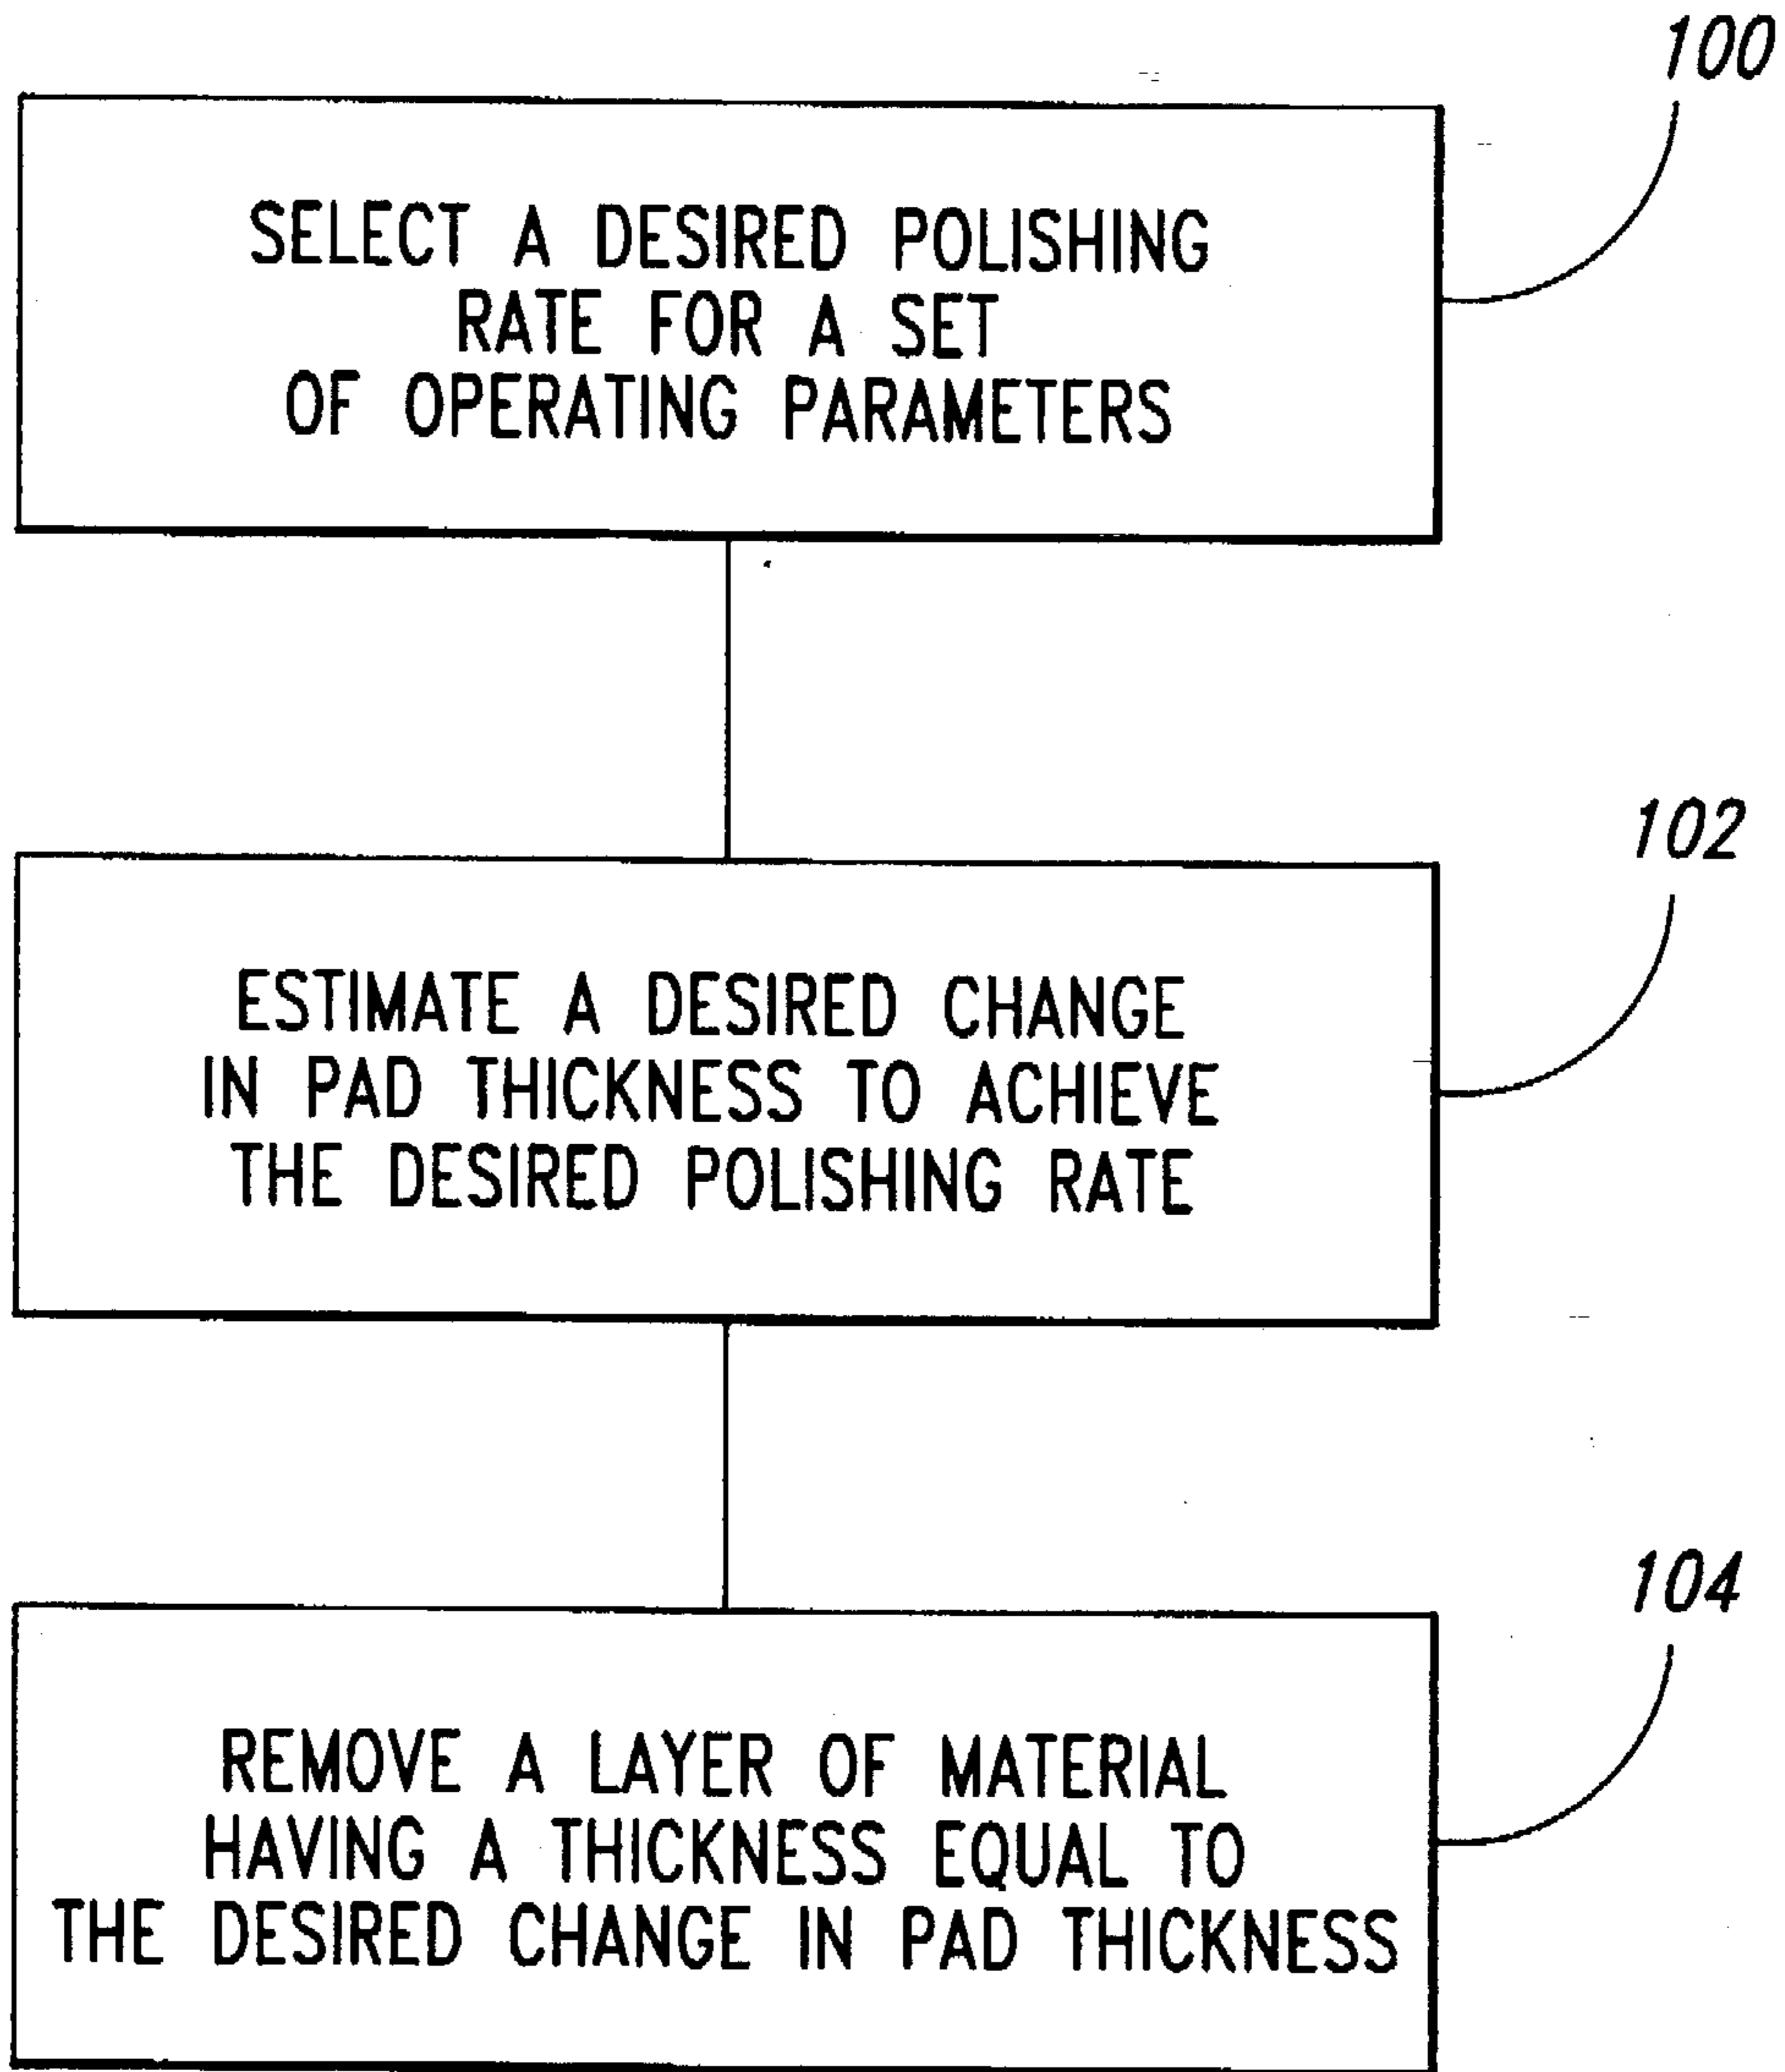 100
SELECT A DESIRED POLISHING
RATE FOR A SET
OF OPERATING PARAMETERS
102
ESTIMATE A DESIRED CHANGE
IN PAD THICKNESS TO ACHIEVE
THE DESIRED POLISHING RATE
104
REMOVE A LAYER OF MATERIAL
HAVING A THICKNESS EQUAL TO
THE DESIRED CHANGE IN PAD THICKNESS